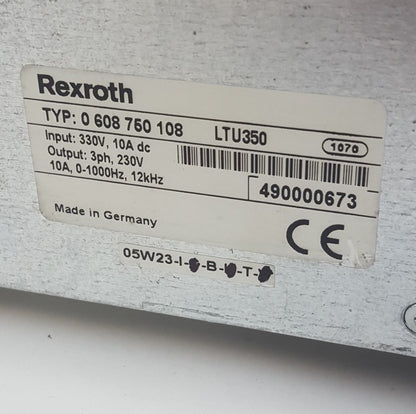 Rexroth
TYP: 0 608 750 108 LTU350 1070
Input: 330V, 10A dc
Output: 3ph, 230V
10A, 0-1000Hz, 12kHz
490000673
Made in Germany CE
05W23-I- -B- -T-